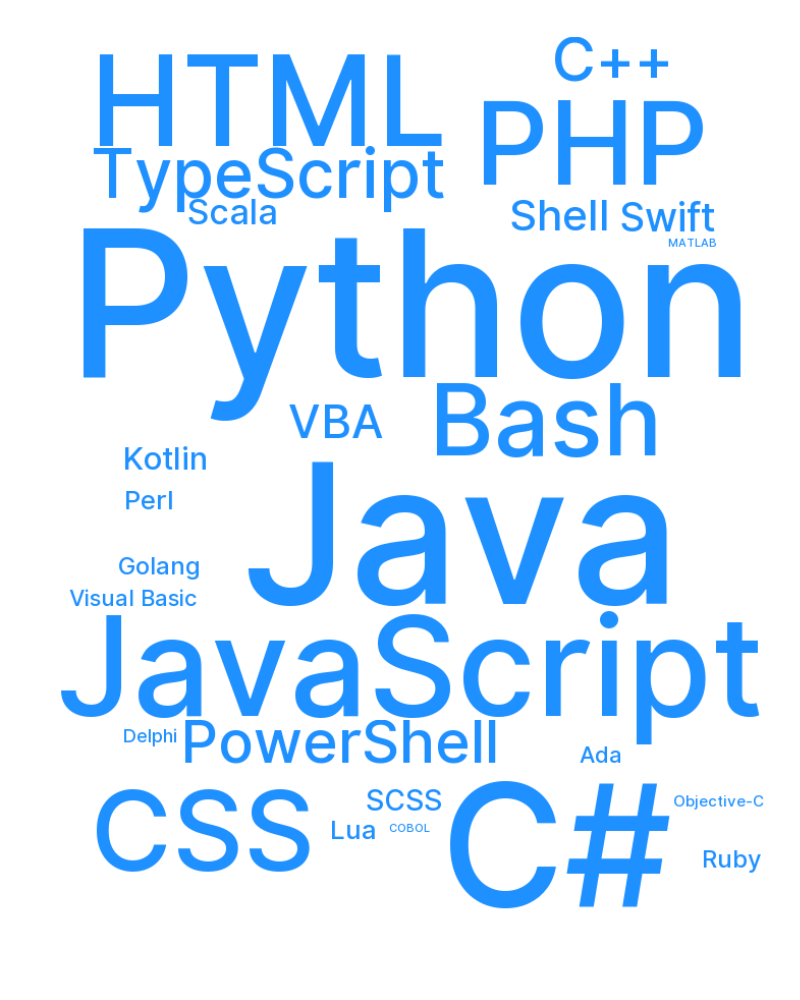 C++
HTML
PHP
TypeScript
Scala
Shell Swift
MATLAB
Python
Bash
VBA
Kotlin
Java
Perl
Golang
Visual Basic
JavaScript
Delphi PowerShell
Ada
CSS
SCSS
C#
Objective-C
Lua
COBOL
Ruby